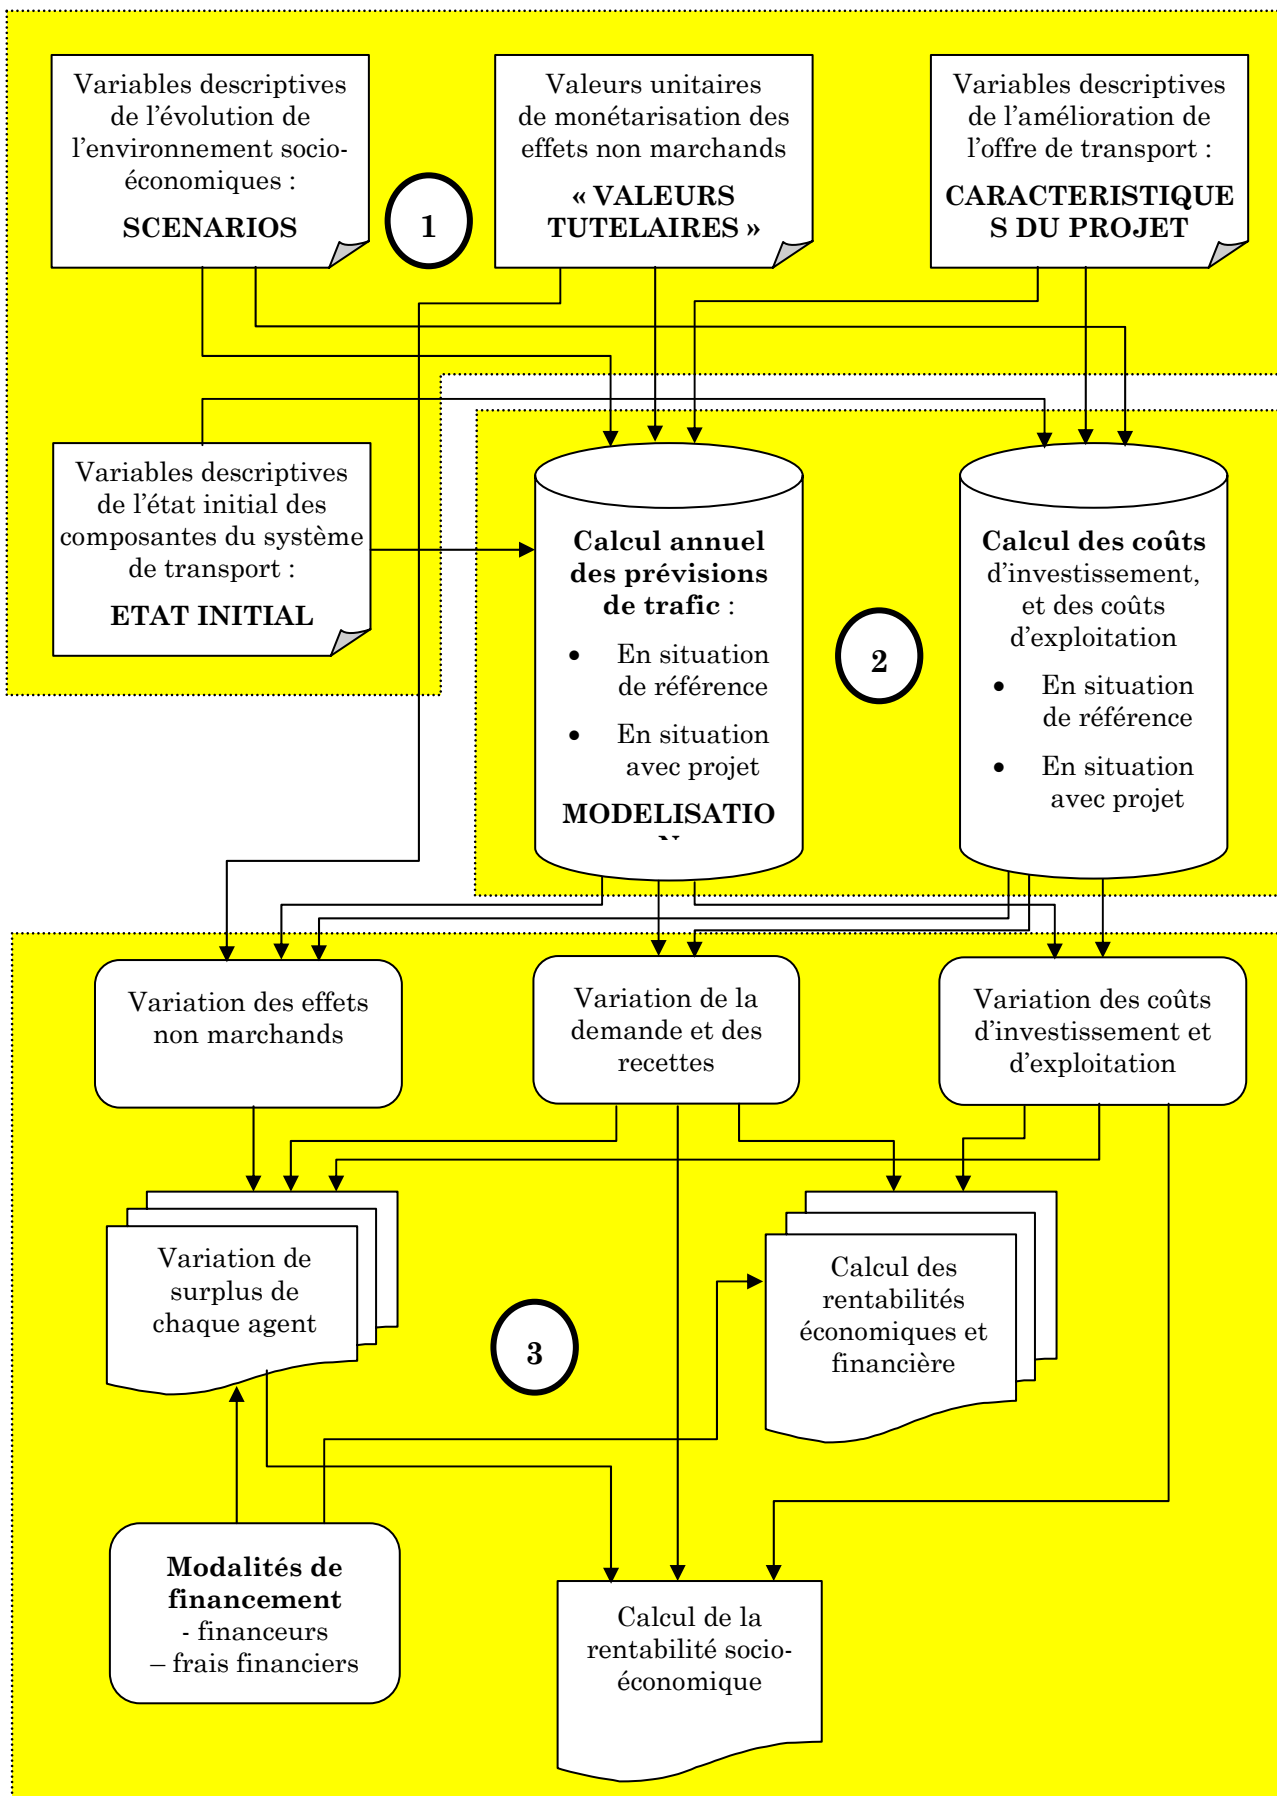 Variables descriptives
de l’évolution de
l’environnement socio-
économiques :
SCENARIOS
1
Valeurs unitaires
de monétarisation des
effets non marchands
« VALEURS
TUTELAIRES »
Variables descriptives
de l’amélioration de
l’offre de transport :
CARACTERISTIQUE
S DU PROJET
Variables descriptives
de l’état initial des
composantes du système
de transport :
ETAT INITIAL
Calcul annuel
des prévisions
de trafic :
• En situation
de référence
• En situation
avec projet
MODELISATIO
2
Calcul des coûts
d’investissement,
et des coûts
d’exploitation
• En situation
de référence
• En situation
avec projet
Variation des effets
non marchands
Variation de la
demande et des
recettes
Variation des coûts
d’investissement et
d’exploitation
Variation de
surplus de
chaque agent
3
Calcul des
rentabilités
économiques et
financière
Modalités de
financement
- financeurs
– frais financiers
Calcul de la
rentabilité socio-
économique